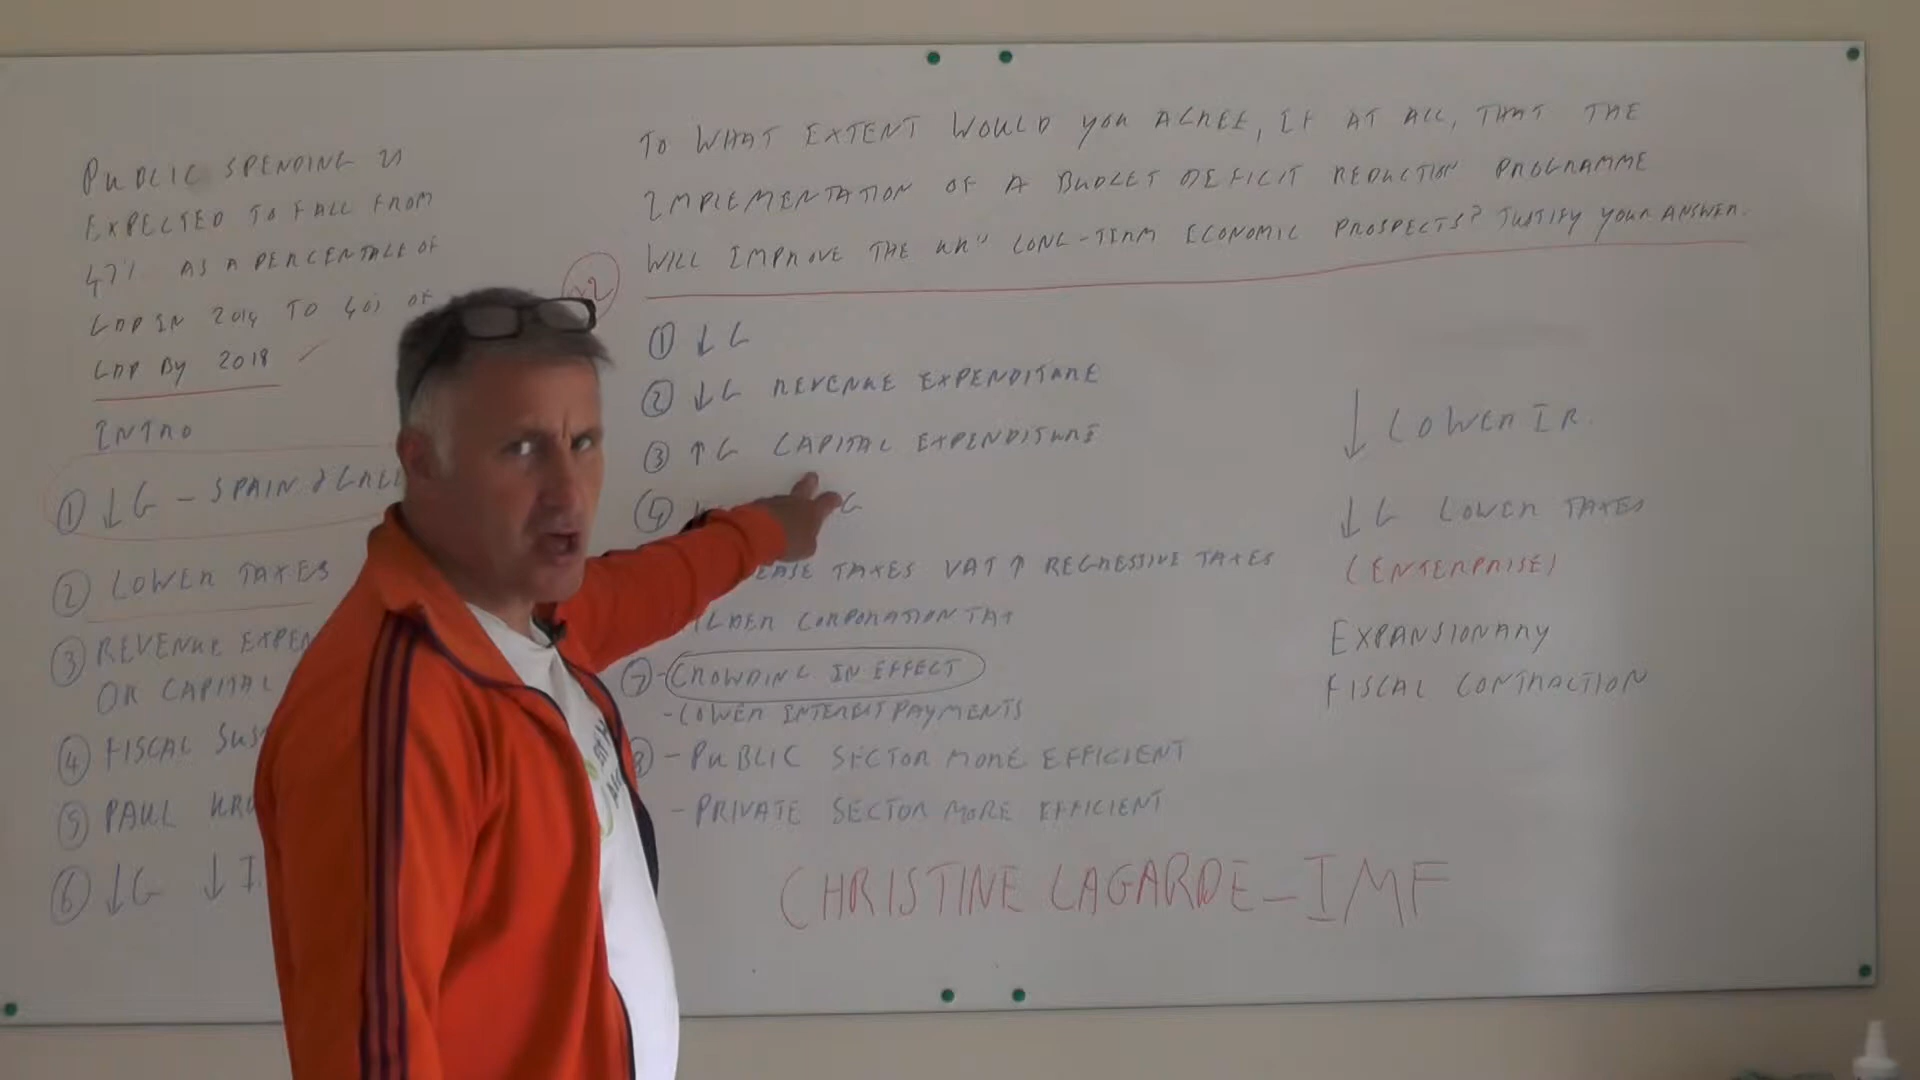 PUBLIC SPENDING IS
EXPECTED TO FALL FROM
47% AS A PERCENTAGE OF
GDP IN 2014 TO 40% OF
GDP BY 2018
INTRO
① ↓G – SPAIN &
② LOWER TAXES
③ REVENUE EXPEN
OR CAPITAL
④ FISCAL SUS
⑤ PAUL KRU
⑥ ↓G ↓I
TO WHAT EXTENT WOULD YOU AGREE, IF AT ALL, THAT THE
IMPLEMENTATION OF A BUDGET DEFICIT REDUCTION PROGRAMME
WILL IMPROVE THE UK'S LONG-TERM ECONOMIC PROSPECTS? JUSTIFY YOUR ANSWER.
① ↓G
② ↓G REVENUE EXPENDITURE
③ ↑G CAPITAL EXPENDITURE
④ G
EASE TAXES VAT↑ REGRESSIVE TAXES
CORPORATION TAX
⑦ - CROWDING IN EFFECT
- LOWER INTEREST PAYMENTS
⑧ - PUBLIC SECTOR MORE EFFICIENT
- PRIVATE SECTOR MORE EFFICIENT
CHRISTINE LAGARDE – IMF
↓ LOWER IR.
↓G LOWER TAXES
(ENTERPRISE)
EXPANSIONARY
FISCAL CONTRACTION